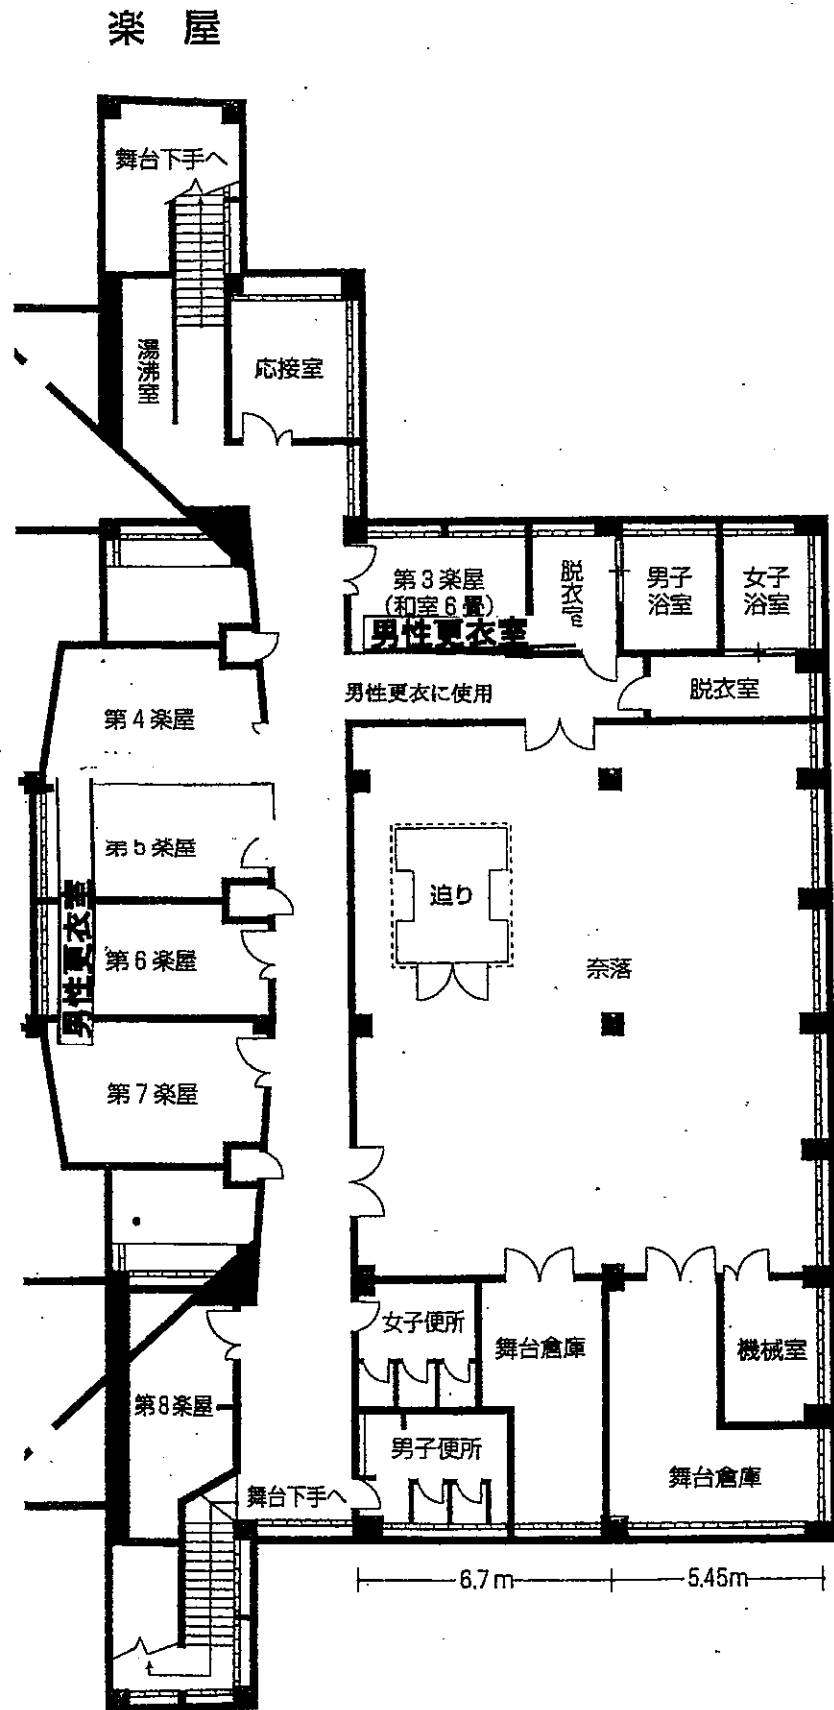 楽 屋
舞台下手へ
湯沸室
応接室
第3楽屋
(和室6畳)
男性更衣室
脱衣室
男子
浴室
女子
浴室
男性更衣に使用
脱衣室
第4楽屋
第5楽屋
男性更衣室
第6楽屋
第7楽屋
迫り
奈落
女子便所
舞台倉庫
機械室
第8楽屋
男子便所
舞台倉庫
舞台下手へ
6.7m
5.45m